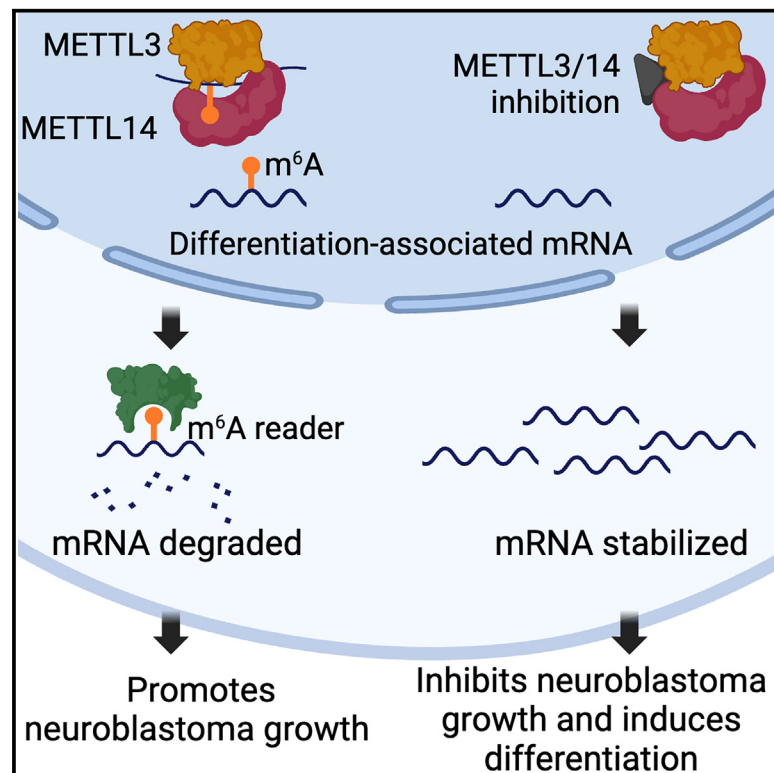 METTL3
METTL14
m⁶A
METTL3/14
inhibition
Differentiation-associated mRNA
m⁶A reader
mRNA degraded
mRNA stabilized
Promotes
neuroblastoma growth
Inhibits neuroblastoma
growth and induces
differentiation